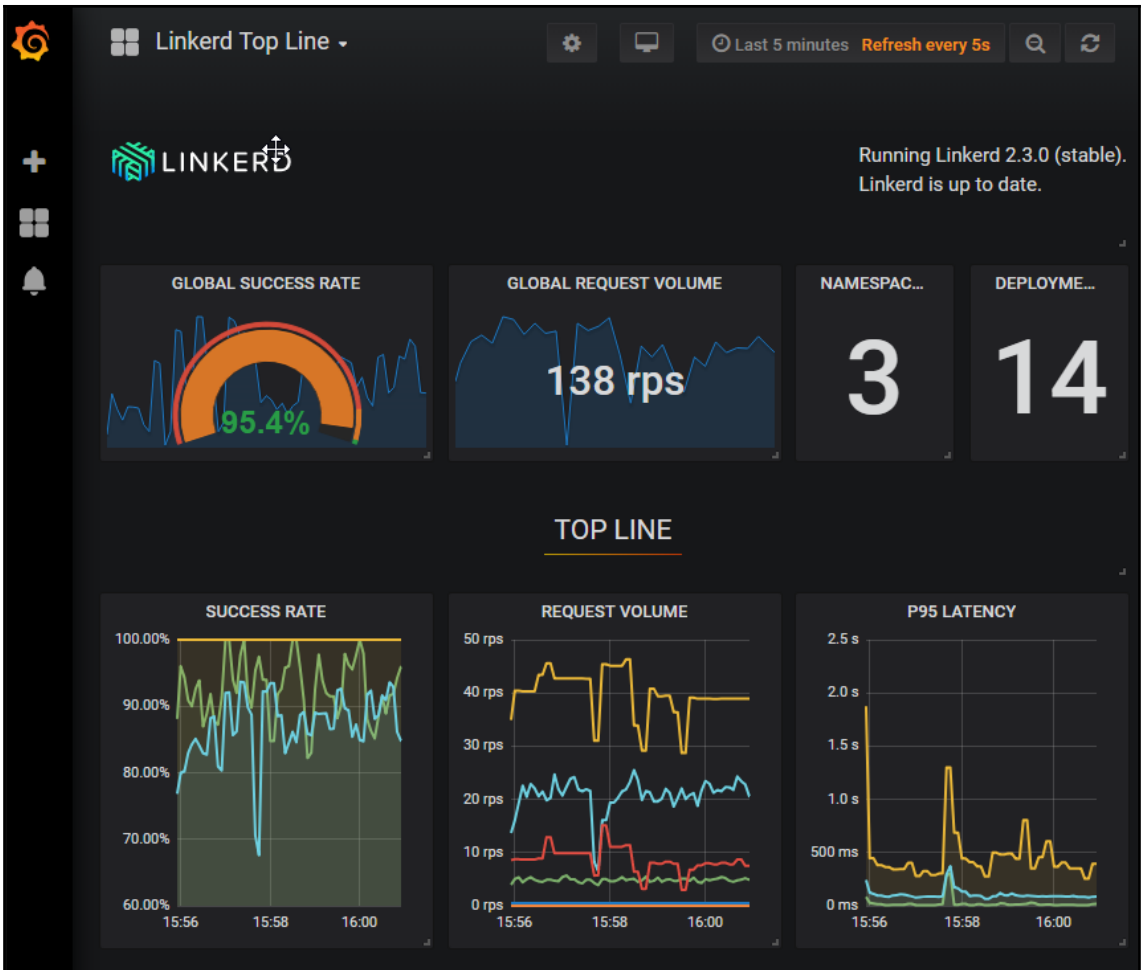 Linkerd Top Line
Last 5 minutes Refresh every 5s
LINKERD
Running Linkerd 2.3.0 (stable).
Linkerd is up to date.
GLOBAL SUCCESS RATE
95.4%
GLOBAL REQUEST VOLUME
138 rps
NAMESPAC...
3
DEPLOYME...
14
TOP LINE
SUCCESS RATE
100.00%
90.00%
80.00%
70.00%
60.00%
15:56 15:58 16:00
REQUEST VOLUME
50 rps
40 rps
30 rps
20 rps
10 rps
0 rps
15:56 15:58 16:00
P95 LATENCY
2.5 s
2.0 s
1.5 s
1.0 s
500 ms
0 ms
15:56 15:58 16:00